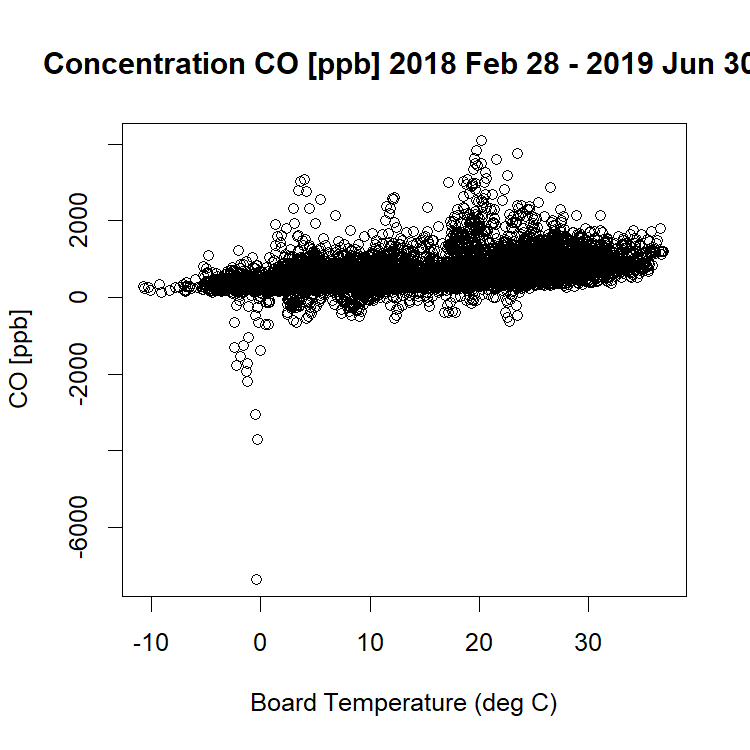 Concentration CO [ppb] 2018 Feb 28 - 2019 Jun 30
CO [ppb]
2000
0
-2000
-6000
-10 0 10 20 30
Board Temperature (deg C)